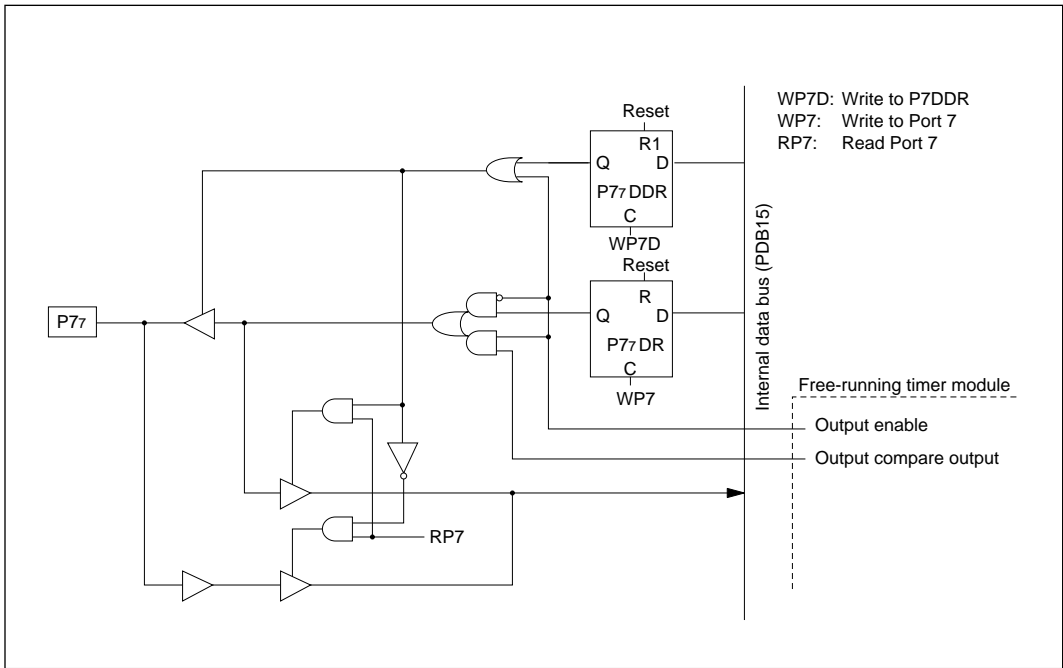 WP7D: Write to P7DDR
WP7: Write to Port 7
RP7: Read Port 7
Reset
R1
Q D
P77 DDR
C
WP7D
Reset
R
Q D
P77 DR
C
WP7
P77
Internal data bus (PDB15)
Free-running timer module
Output enable
Output compare output
RP7